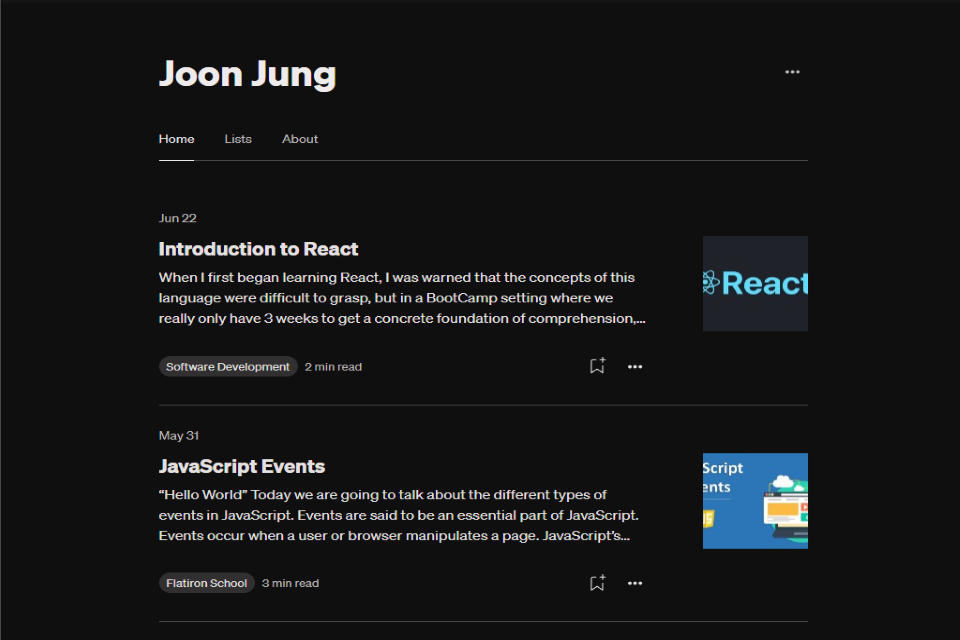 Joon Jung
Home Lists About
Jun 22
Introduction to React
When I first began learning React, I was warned that the concepts of this
language were difficult to grasp, but in a BootCamp setting where we
really only have 3 weeks to get a concrete foundation of comprehension,...
React
Software Development 2 min read
May 31
JavaScript Events
“Hello World” Today we are going to talk about the different types of
events in JavaScript. Events are said to be an essential part of JavaScript.
Events occur when a user or browser manipulates a page. JavaScript’s...
Script
ents
Flatiron School 3 min read